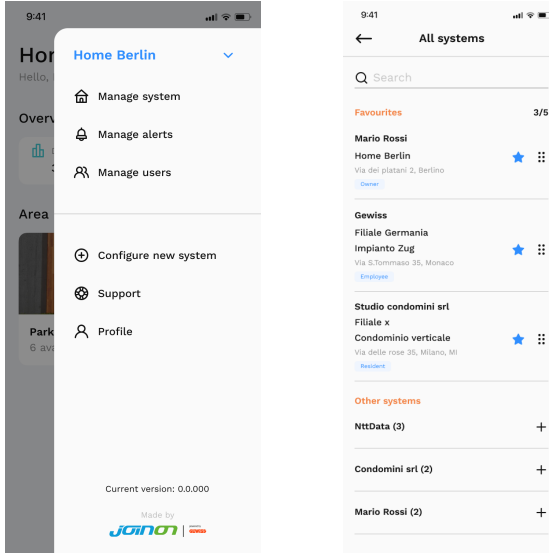 9:41
Hor
Hello,
Overv
Area
Park
6 ava
Home Berlin
Manage system
Manage alerts
Manage users
Configure new system
Support
Profile
Current version: 0.0.000
Made by
JOINON
9:41
All systems
Search
Favourites 3/5
Mario Rossi
Home Berlin
Via dei platani 2, Berlino
Owner
Gewiss
Filiale Germania
Impianto Zug
Via S.Tommaso 35, Monaco
Employee
Studio condomini srl
Filiale x
Condominio verticale
Via delle rose 35, Milano, MI
Resident
Other systems
NttData (3)
Condomini srl (2)
Mario Rossi (2)